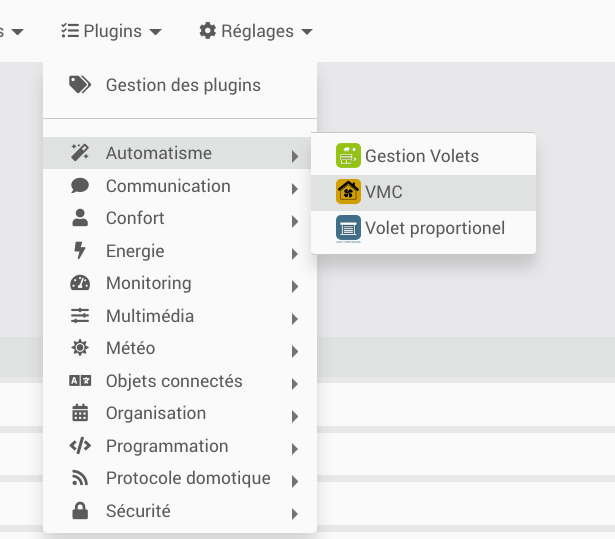 s Plugins Réglages
Gestion des plugins
Automatisme
Gestion Volets
VMC
Volet proportionel
Communication
Confort
Energie
Monitoring
Multimédia
Météo
Objets connectés
Organisation
Programmation
Protocole domotique
Sécurité